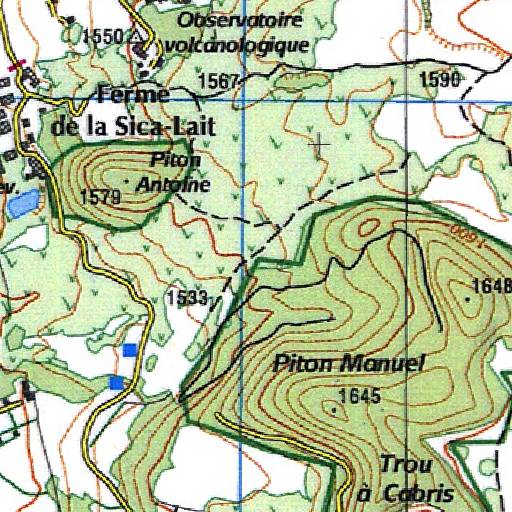 Observatoire
volcanologique
1550
1567
1590
Ferme
de la Sica-Lait
Piton
Antoine
1579
1600
1533
1648
Piton Manuel
1645
Trou
à Cabris